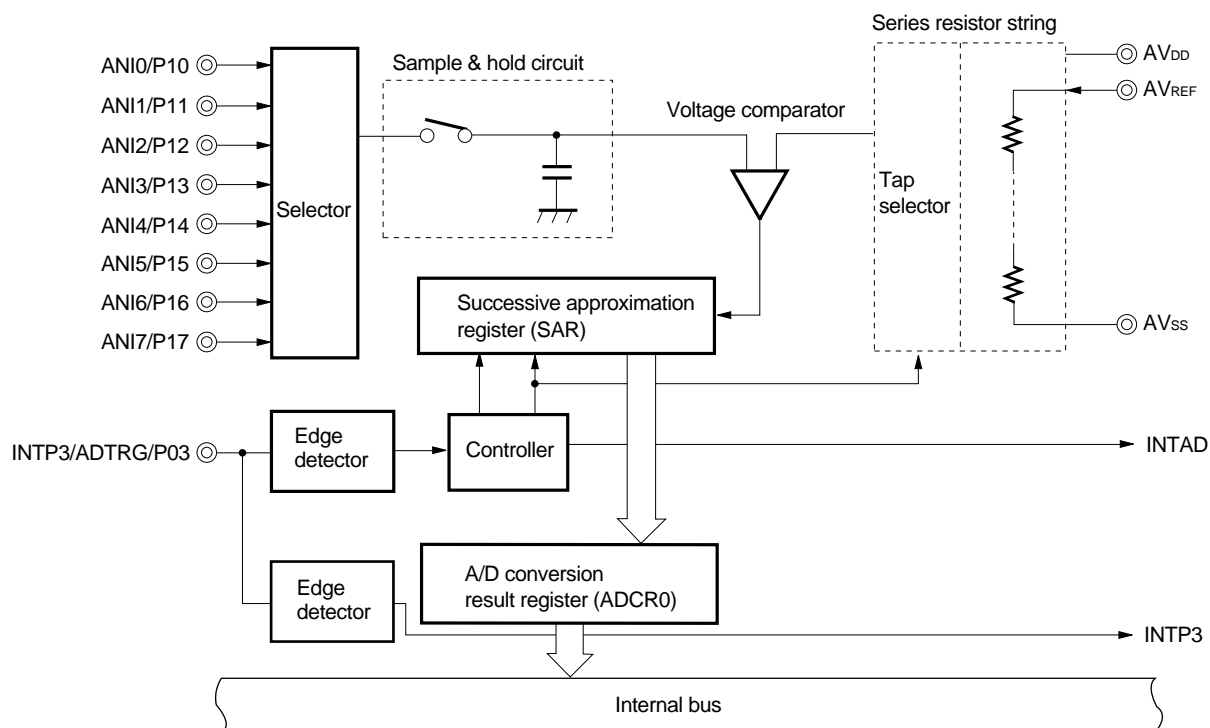 Series resistor string
ANI0/P10
ANI1/P11
ANI2/P12
ANI3/P13
ANI4/P14
ANI5/P15
ANI6/P16
ANI7/P17
Selector
Sample & hold circuit
Voltage comparator
Tap
selector
AVDD
AVREF
AVSS
Successive approximation
register (SAR)
INTP3/ADTRG/P03
Edge
detector
Controller
INTAD
Edge
detector
A/D conversion
result register (ADCR0)
INTP3
Internal bus